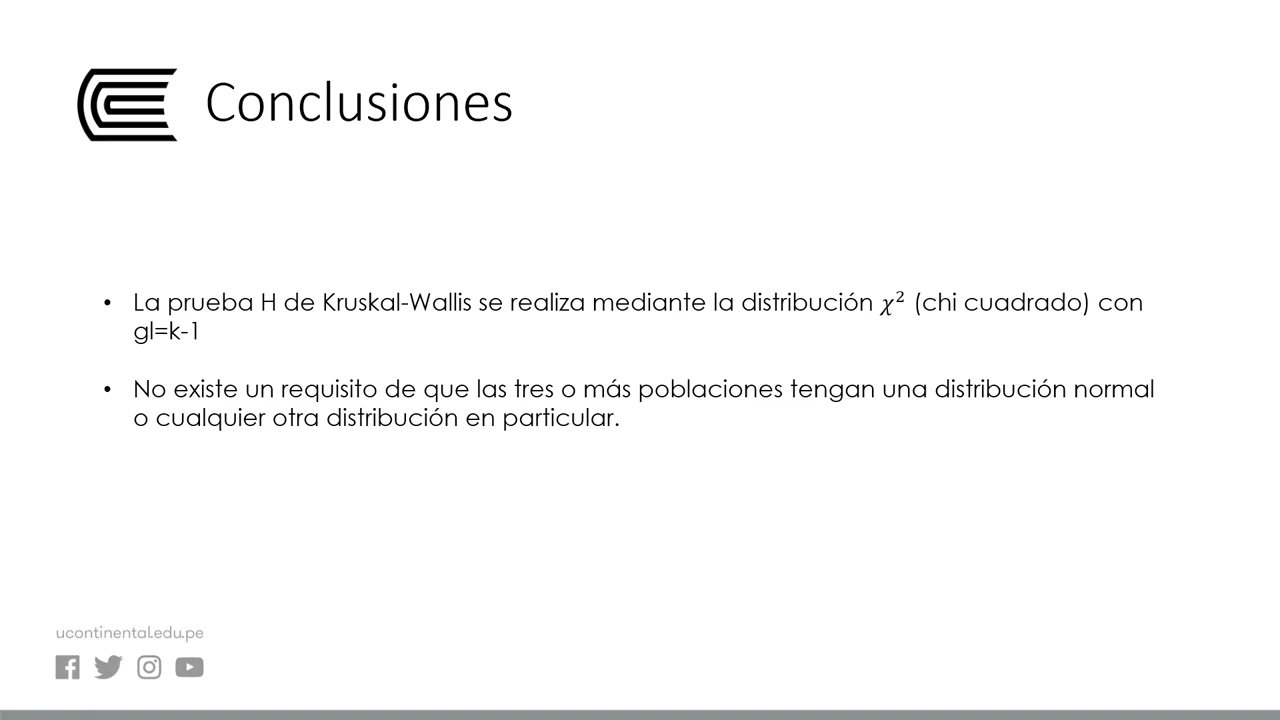 Conclusiones
• La prueba H de Kruskal-Wallis se realiza mediante la distribución 𝜒² (chi cuadrado) con
gl=k-1
• No existe un requisito de que las tres o más poblaciones tengan una distribución normal
o cualquier otra distribución en particular.
ucontinental.edu.pe